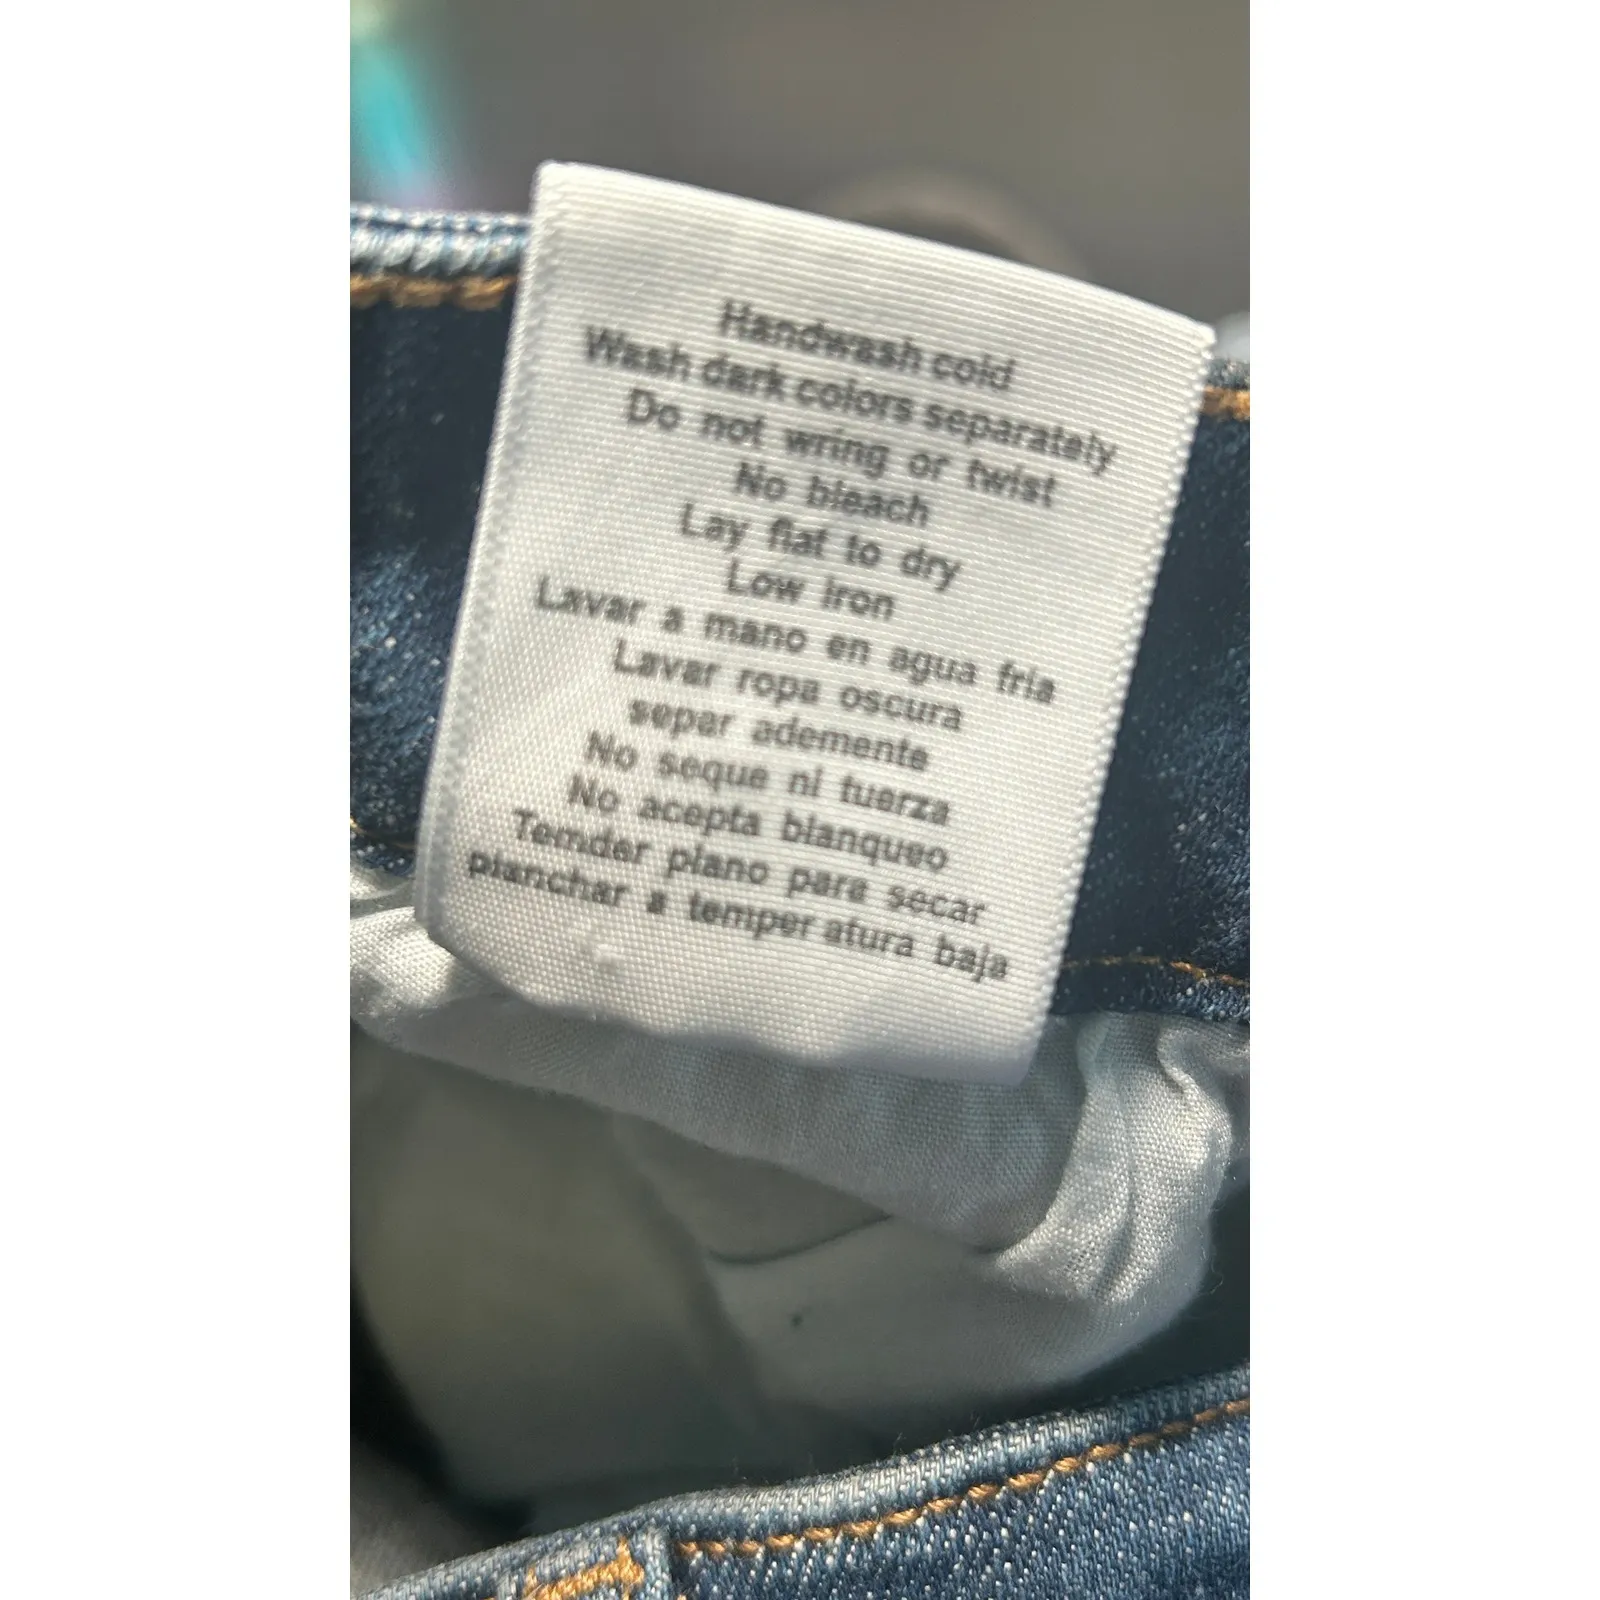 Handwash cold
Wash dark colors separately
Do not wring or twist
No bleach
Lay flat to dry
Low iron
Lavar a mano en agua fria
Lavar ropa oscura
separ ademente
No seque ni tuerza
No acepta blanqueo
Temder plano para secar
planchar a temper atura baja